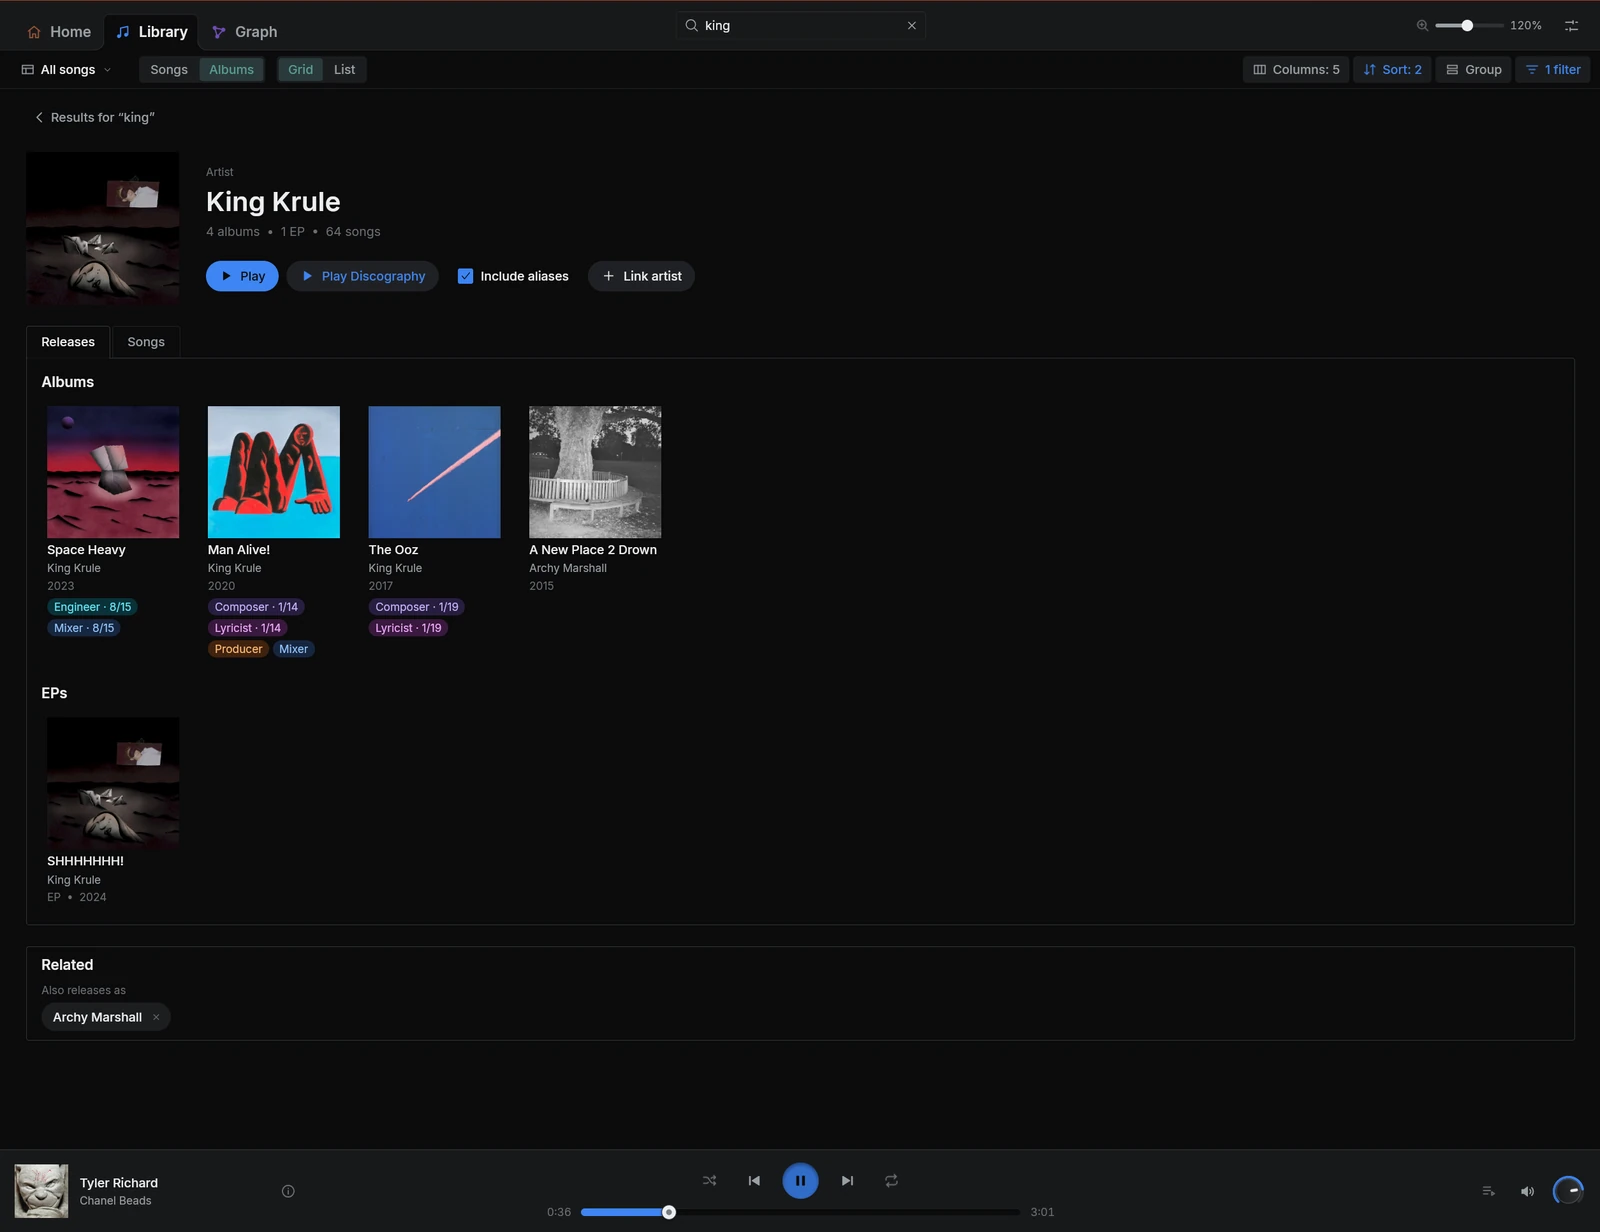 Home
Library
Graph
king
120%
All songs
Songs
Albums
Grid
List
Columns: 5
Sort: 2
Group
1 filter
Results for “king”
Artist
King Krule
4 albums • 1 EP • 64 songs
Play
Play Discography
Include aliases
Link artist
Releases
Songs
Albums
Space Heavy
King Krule
2023
Engineer · 8/15
Mixer · 8/15
Man Alive!
King Krule
2020
Composer · 1/14
Lyricist · 1/14
Producer
Mixer
The Ooz
King Krule
2017
Composer · 1/19
Lyricist · 1/19
A New Place 2 Drown
Archy Marshall
2015
EPs
SHHHHHHH!
King Krule
EP • 2024
Related
Also releases as
Archy Marshall
Tyler Richard
Chanel Beads
0:36
3:01